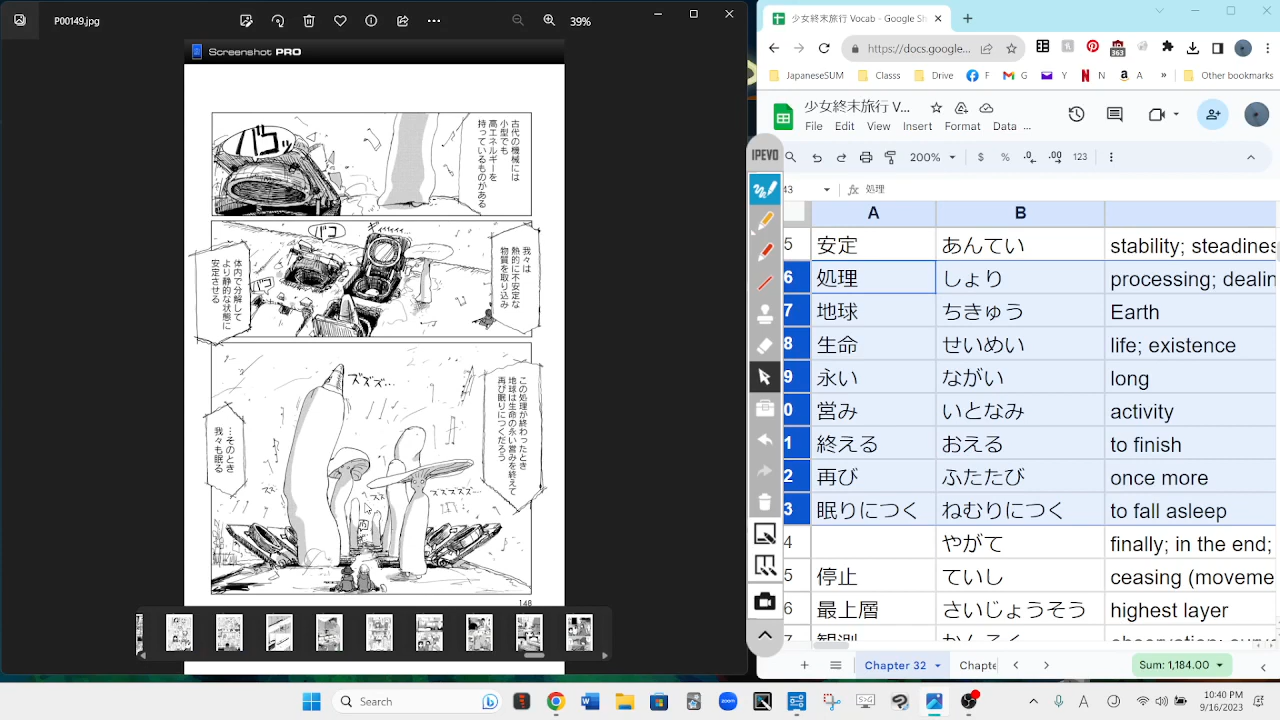 P00149.jpg
39%
Screenshot PRO
バコッ
古代の機械には
小型でも
高エネルギーを
持っているものがある
バコ
バコ
我々は
熱的に不安定な
物質を取り込み
体内で分解して
より静的な状態に
安定させる
この処理が終わったとき
地球は生命の永い営みを終えて
再び眠りにつくだろう
ズズズ…
…そのとき
我々も眠る
ズズ
ズズ
ズズズズ…
148
少女終末旅行 Vocab - Google Sh
https://docs.google...
363
JapaneseSUM
Class
Drive
F
G
Y
N
A
»
Other bookmarks
少女終末旅行 V...
File Edit View Insert Format Data ...
IPEVO
200%
$ % .0 .00 123
43
fx 処理
A B
5 安定 あんてい stability; steadines
6 処理 しょり processing; dealin
7 地球 ちきゅう Earth
8 生命 せいめい life; existence
9 永い ながい long
0 営み いとなみ activity
1 終える おえる to finish
2 再び ふたたび once more
3 眠りにつく ねむりにつく to fall asleep
4 やがて finally; in the end;
5 停止 ていし ceasing (moveme
6 最上層 さいじょうそう highest layer
Chapter 32
Chapte
Sum: 1,184.00
Search
zoom
A
10:40 PM
8/16/2023